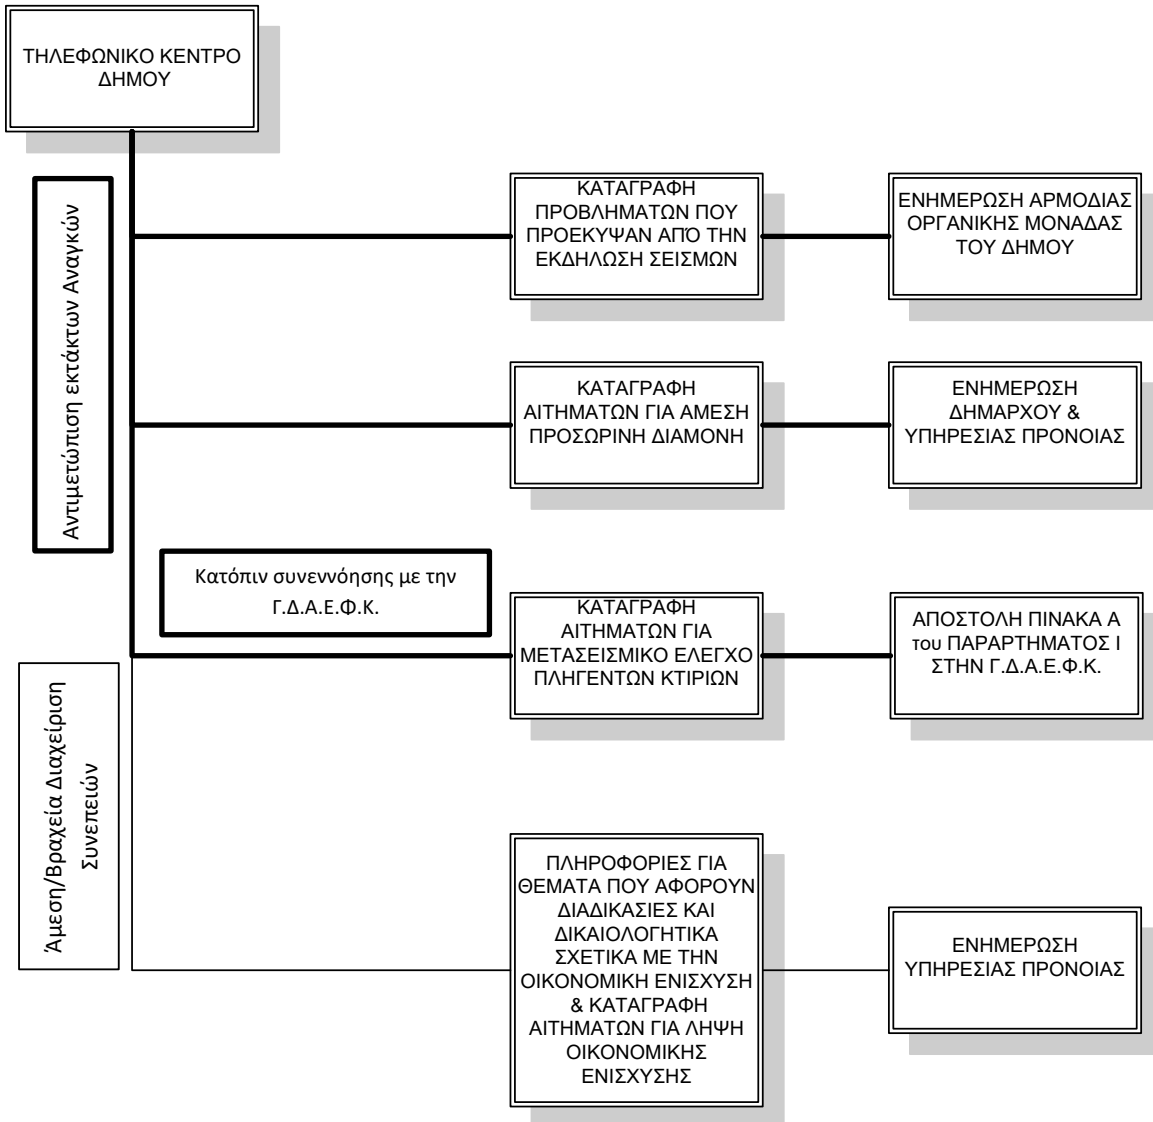 ΤΗΛΕΦΩΝΙΚΟ ΚΕΝΤΡΟ
ΔΗΜΟΥ
Αντιμετώπιση εκτάκτων Αναγκών
ΚΑΤΑΓΡΑΦΗ
ΠΡΟΒΛΗΜΑΤΩΝ ΠΟΥ
ΠΡΟΕΚΥΨΑΝ ΑΠΌ ΤΗΝ
ΕΚΔΗΛΩΣΗ ΣΕΙΣΜΩΝ
ΕΝΗΜΕΡΩΣΗ ΑΡΜΟΔΙΑΣ
ΟΡΓΑΝΙΚΗΣ ΜΟΝΑΔΑΣ
ΤΟΥ ΔΗΜΟΥ
ΚΑΤΑΓΡΑΦΗ
ΑΙΤΗΜΑΤΩΝ ΓΙΑ ΑΜΕΣΗ
ΠΡΟΣΩΡΙΝΗ ΔΙΑΜΟΝΗ
ΕΝΗΜΕΡΩΣΗ
ΔΗΜΑΡΧΟΥ &
ΥΠΗΡΕΣΙΑΣ ΠΡΟΝΟΙΑΣ
Κατόπιν συνεννόησης με την
Γ.Δ.Α.Ε.Φ.Κ.
ΚΑΤΑΓΡΑΦΗ
ΑΙΤΗΜΑΤΩΝ ΓΙΑ
ΜΕΤΑΣΕΙΣΜΙΚΟ ΕΛΕΓΧΟ
ΠΛΗΓΕΝΤΩΝ ΚΤΙΡΙΩΝ
ΑΠΟΣΤΟΛΗ ΠΙΝΑΚΑ Α
του ΠΑΡΑΡΤΗΜΑΤΟΣ Ι
ΣΤΗΝ Γ.Δ.Α.Ε.Φ.Κ.
Άμεση/Βραχεία Διαχείριση
Συνεπειών
ΠΛΗΡΟΦΟΡΙΕΣ ΓΙΑ
ΘΕΜΑΤΑ ΠΟΥ ΑΦΟΡΟΥΝ
ΔΙΑΔΙΚΑΣΙΕΣ ΚΑΙ
ΔΙΚΑΙΟΛΟΓΗΤΙΚΑ
ΣΧΕΤΙΚΑ ΜΕ ΤΗΝ
ΟΙΚΟΝΟΜΙΚΗ ΕΝΙΣΧΥΣΗ
& ΚΑΤΑΓΡΑΦΗ
ΑΙΤΗΜΑΤΩΝ ΓΙΑ ΛΗΨΗ
ΟΙΚΟΝΟΜΙΚΗΣ
ΕΝΙΣΧΥΣΗΣ
ΕΝΗΜΕΡΩΣΗ
ΥΠΗΡΕΣΙΑΣ ΠΡΟΝΟΙΑΣ